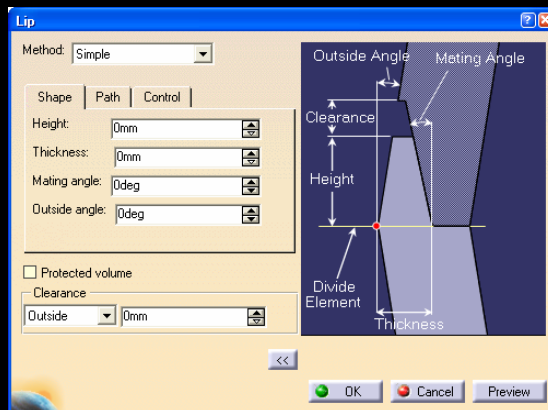 Lip
Method: Simple
Shape Path Control
Height: 0mm
Thickness: 0mm
Mating angle: 0deg
Outside angle: 0deg
Protected volume
Clearance
Outside 0mm
Outside Angle
Mating Angle
Clearance
Height
Divide
Element
Thickness
<<
OK Cancel Preview